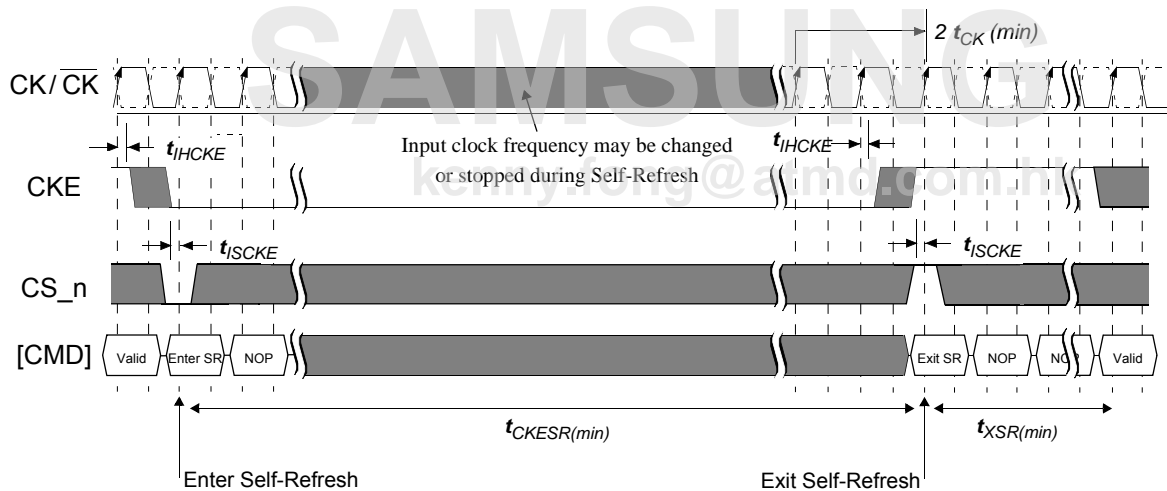 SAMSUNG
2 tCK (min)
CK/CK
tIHCKE
Input clock frequency may be changed
or stopped during Self-Refresh
tIHCKE
kenny.fong@atmd.com.hk
CKE
tISCKE
tISCKE
CS_n
[CMD]
Valid
Enter SR
NOP
Exit SR
NOP
NOP
Valid
tCKESR(min)
tXSR(min)
Enter Self-Refresh
Exit Self-Refresh